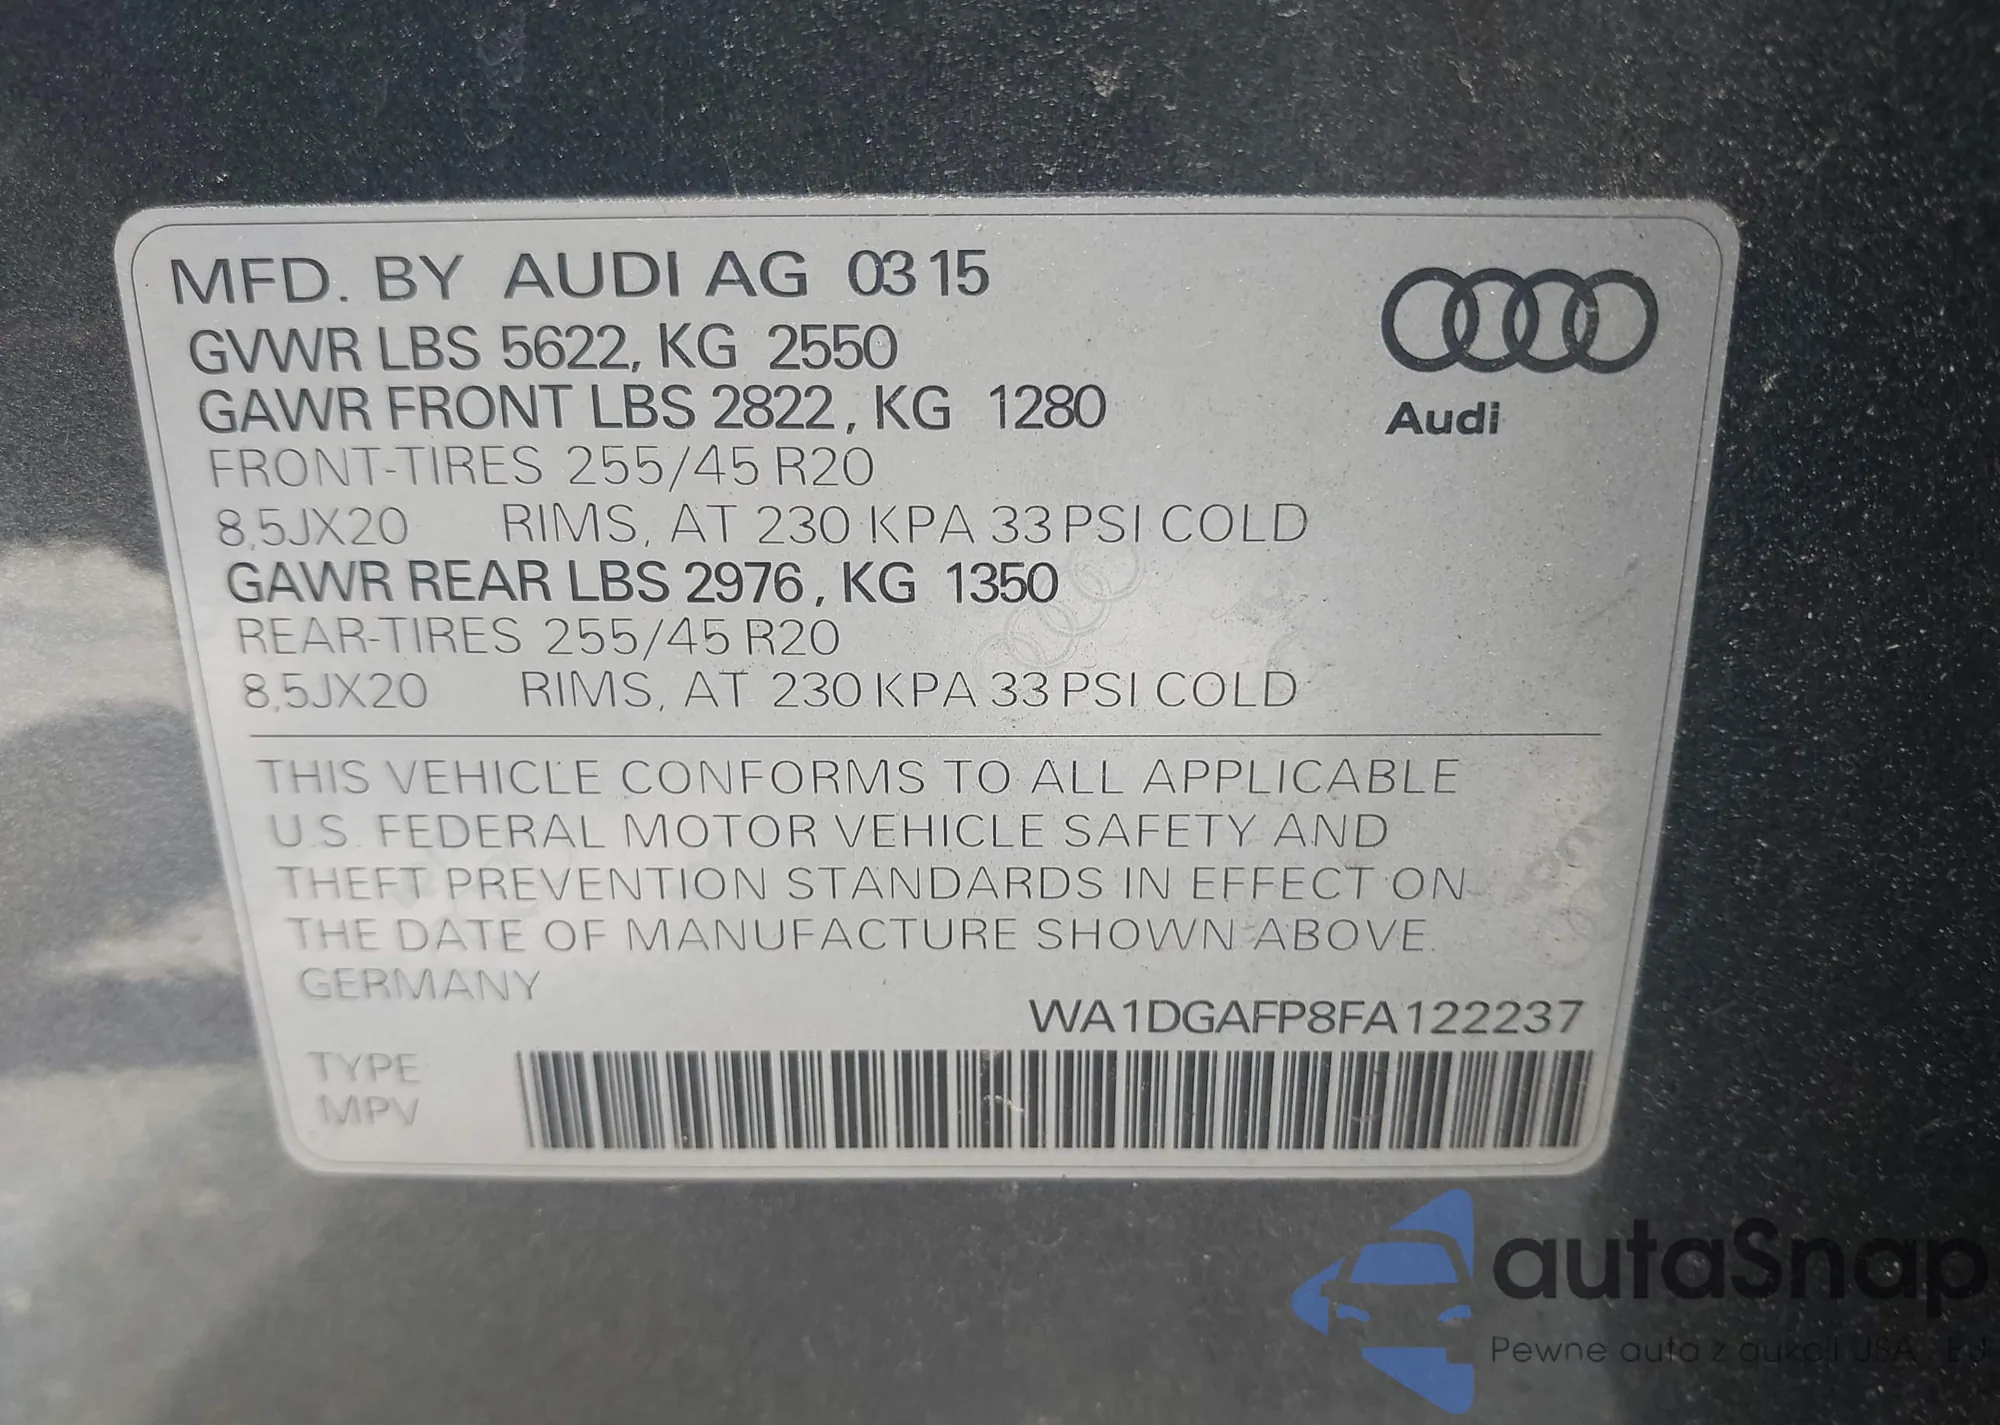 MFD. BY AUDI AG 03 15
GVWR LBS 5622, KG 2550
GAWR FRONT LBS 2822, KG 1280
FRONT-TIRES 255/45 R20
8,5JX20 RIMS, AT 230 KPA 33 PSI COLD
GAWR REAR LBS 2976, KG 1350
REAR-TIRES 255/45 R20
8,5JX20 RIMS, AT 230 KPA 33 PSI COLD
Audi
THIS VEHICLE CONFORMS TO ALL APPLICABLE
U.S. FEDERAL MOTOR VEHICLE SAFETY AND
THEFT PREVENTION STANDARDS IN EFFECT ON
THE DATE OF MANUFACTURE SHOWN ABOVE.
GERMANY
WA1DGAFP8FA122237
TYPE
MPV
autaSnap
Pewne auta z aukcji USA